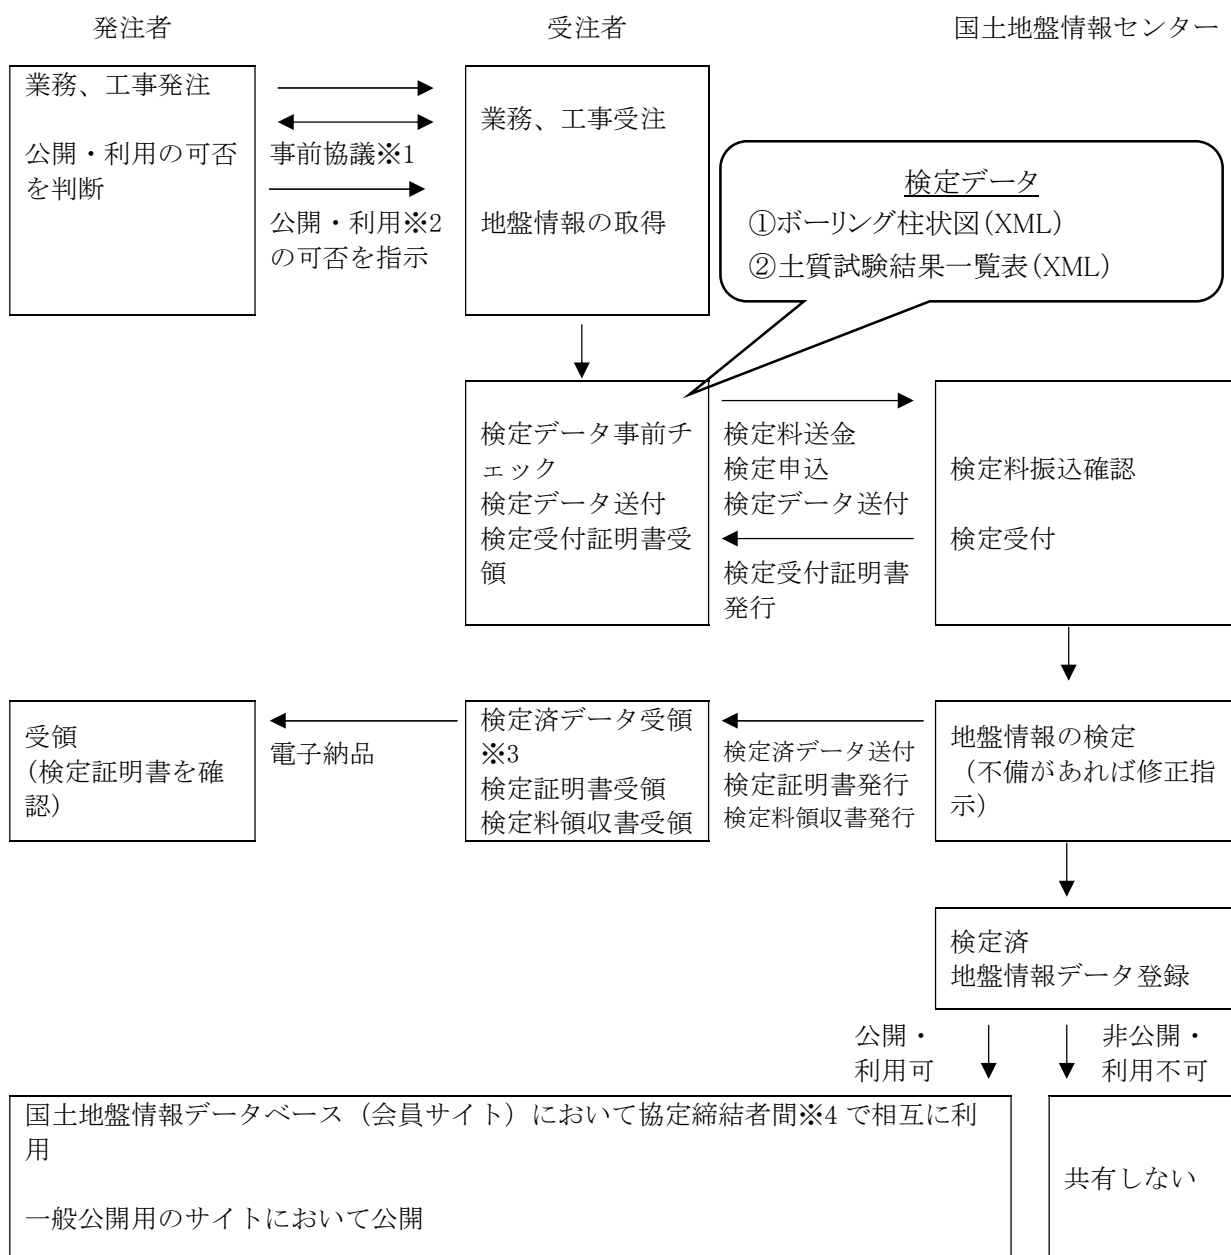 発注者
受注者
国土地盤情報センター
業務、工事発注
公開・利用の可否
を判断
事前協議※1
公開・利用※2
の可否を指示
業務、工事受注
地盤情報の取得
検定データ
①ボーリング柱状図(XML)
②土質試験結果一覧表(XML)
検定データ事前チ
ェック
検定データ送付
検定受付証明書受
領
検定料送金
検定申込
検定データ送付
検定受付証明書
発行
検定料振込確認
検定受付
受領
(検定証明書を確
認)
電子納品
検定済データ受領
※3
検定証明書受領
検定料領収書受領
検定済データ送付
検定証明書発行
検定料領収書発行
地盤情報の検定
(不備があれば修正指
示)
検定済
地盤情報データ登録
公開・
利用可
非公開・
利用不可
国土地盤情報データベース（会員サイト）において協定締結者間※4 で相互に利
用
一般公開用のサイトにおいて公開
共有しない